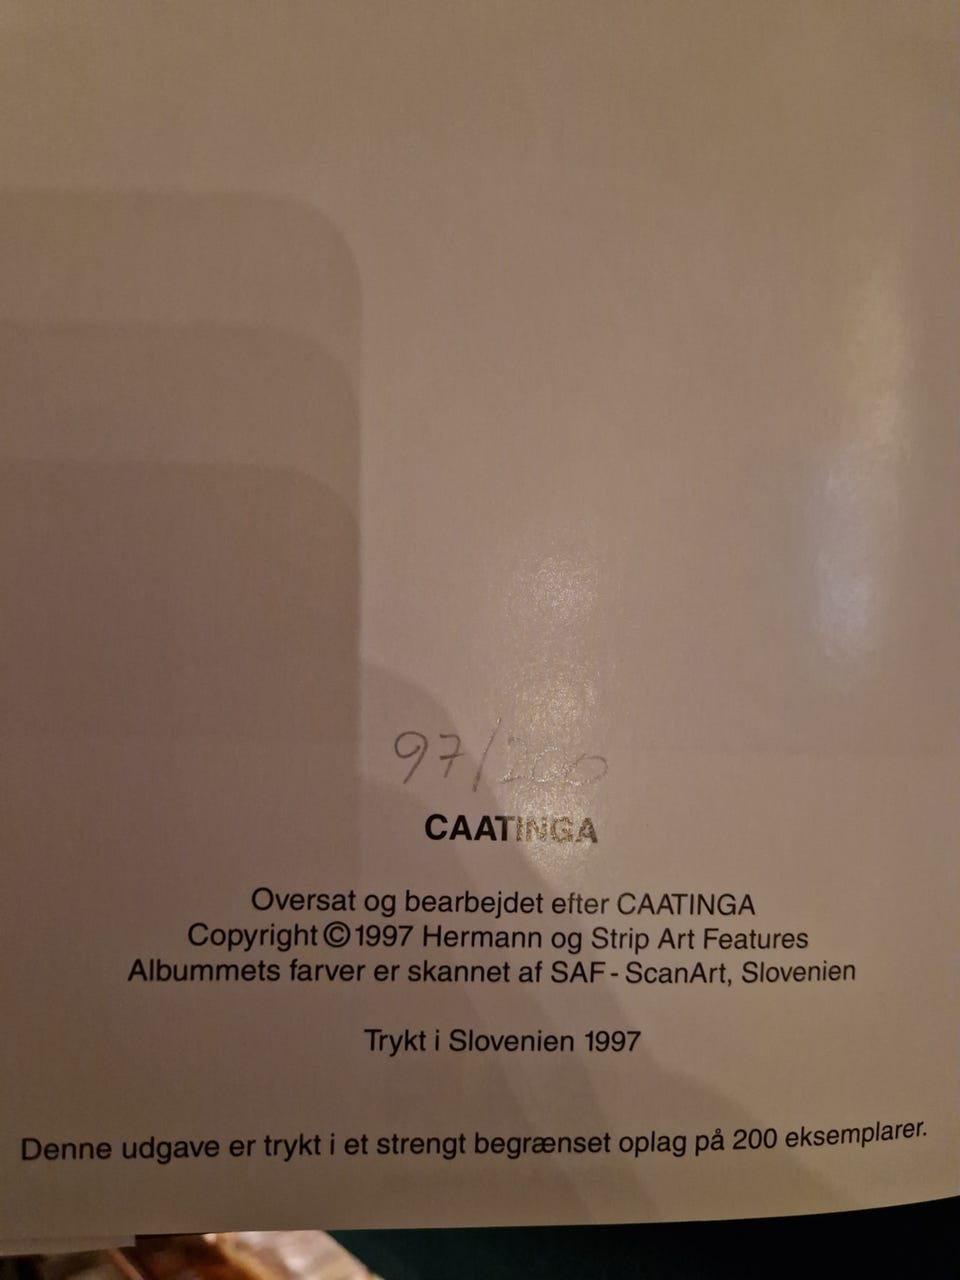 97/200
CAATINGA
Oversat og bearbejdet efter CAATINGA
Copyright © 1997 Hermann og Strip Art Features
Albummets farver er skannet af SAF - ScanArt, Slovenien
Trykt i Slovenien 1997
Denne udgave er trykt i et strengt begrænset oplag på 200 eksemplarer.